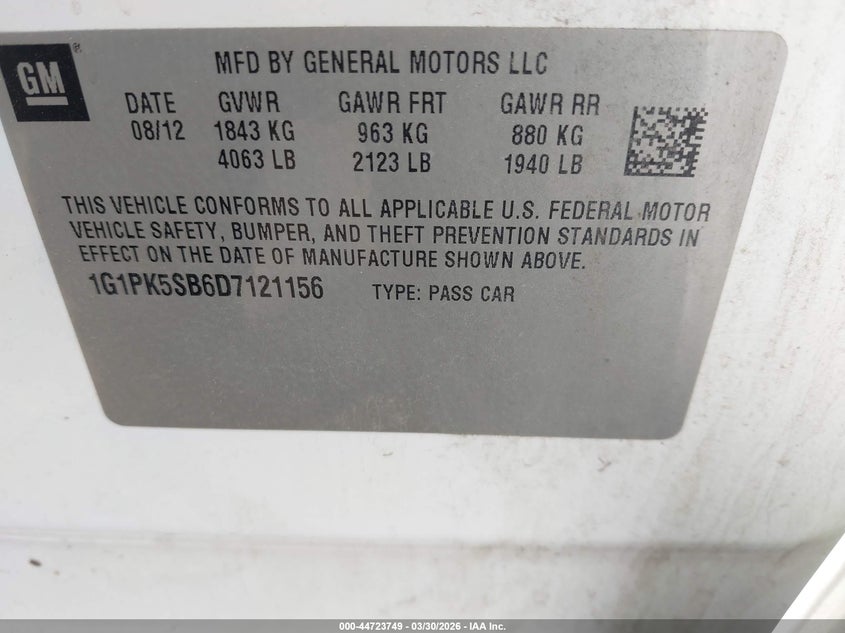 GM ®
MFD BY GENERAL MOTORS LLC
DATE GVWR GAWR FRT GAWR RR
08/12 1843 KG 963 KG 880 KG
4063 LB 2123 LB 1940 LB
THIS VEHICLE CONFORMS TO ALL APPLICABLE U.S. FEDERAL MOTOR
VEHICLE SAFETY, BUMPER, AND THEFT PREVENTION STANDARDS IN
EFFECT ON THE DATE OF MANUFACTURE SHOWN ABOVE.
1G1PK5SB6D7121156 TYPE: PASS CAR
000-44723749 - 03/30/2026 - IAA Inc.